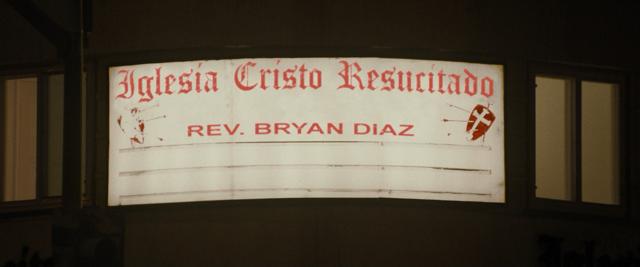 Iglesia Cristo Resucitado
REV. BRYAN DIAZ